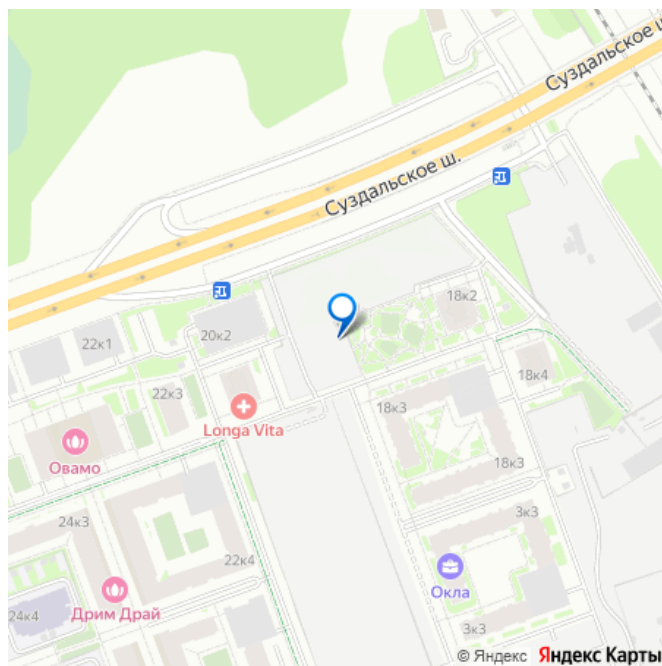 Суздальское ш
Суздальское ш.
18к2
20к2
22к1
18к4
22к3
18к3
Longa Vita
Овамо
18к3
24к3
3к3
22к4
Окла
Дрим Драй
24к4
3к3
© Яндекс Яндекс Карты